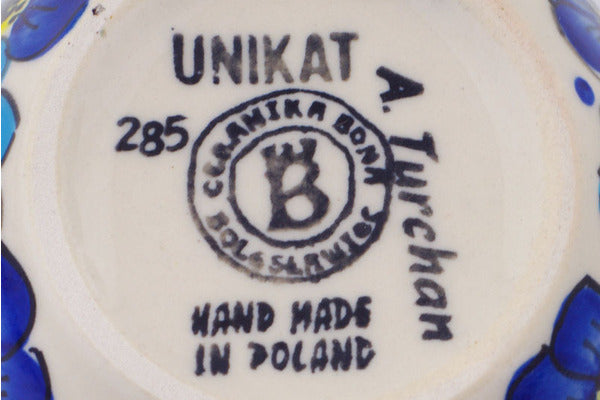 UNIKAT
A. Turchan
285
CERAMIKA BONA
B
BOLESŁAWIEC
HAND MADE
IN POLAND